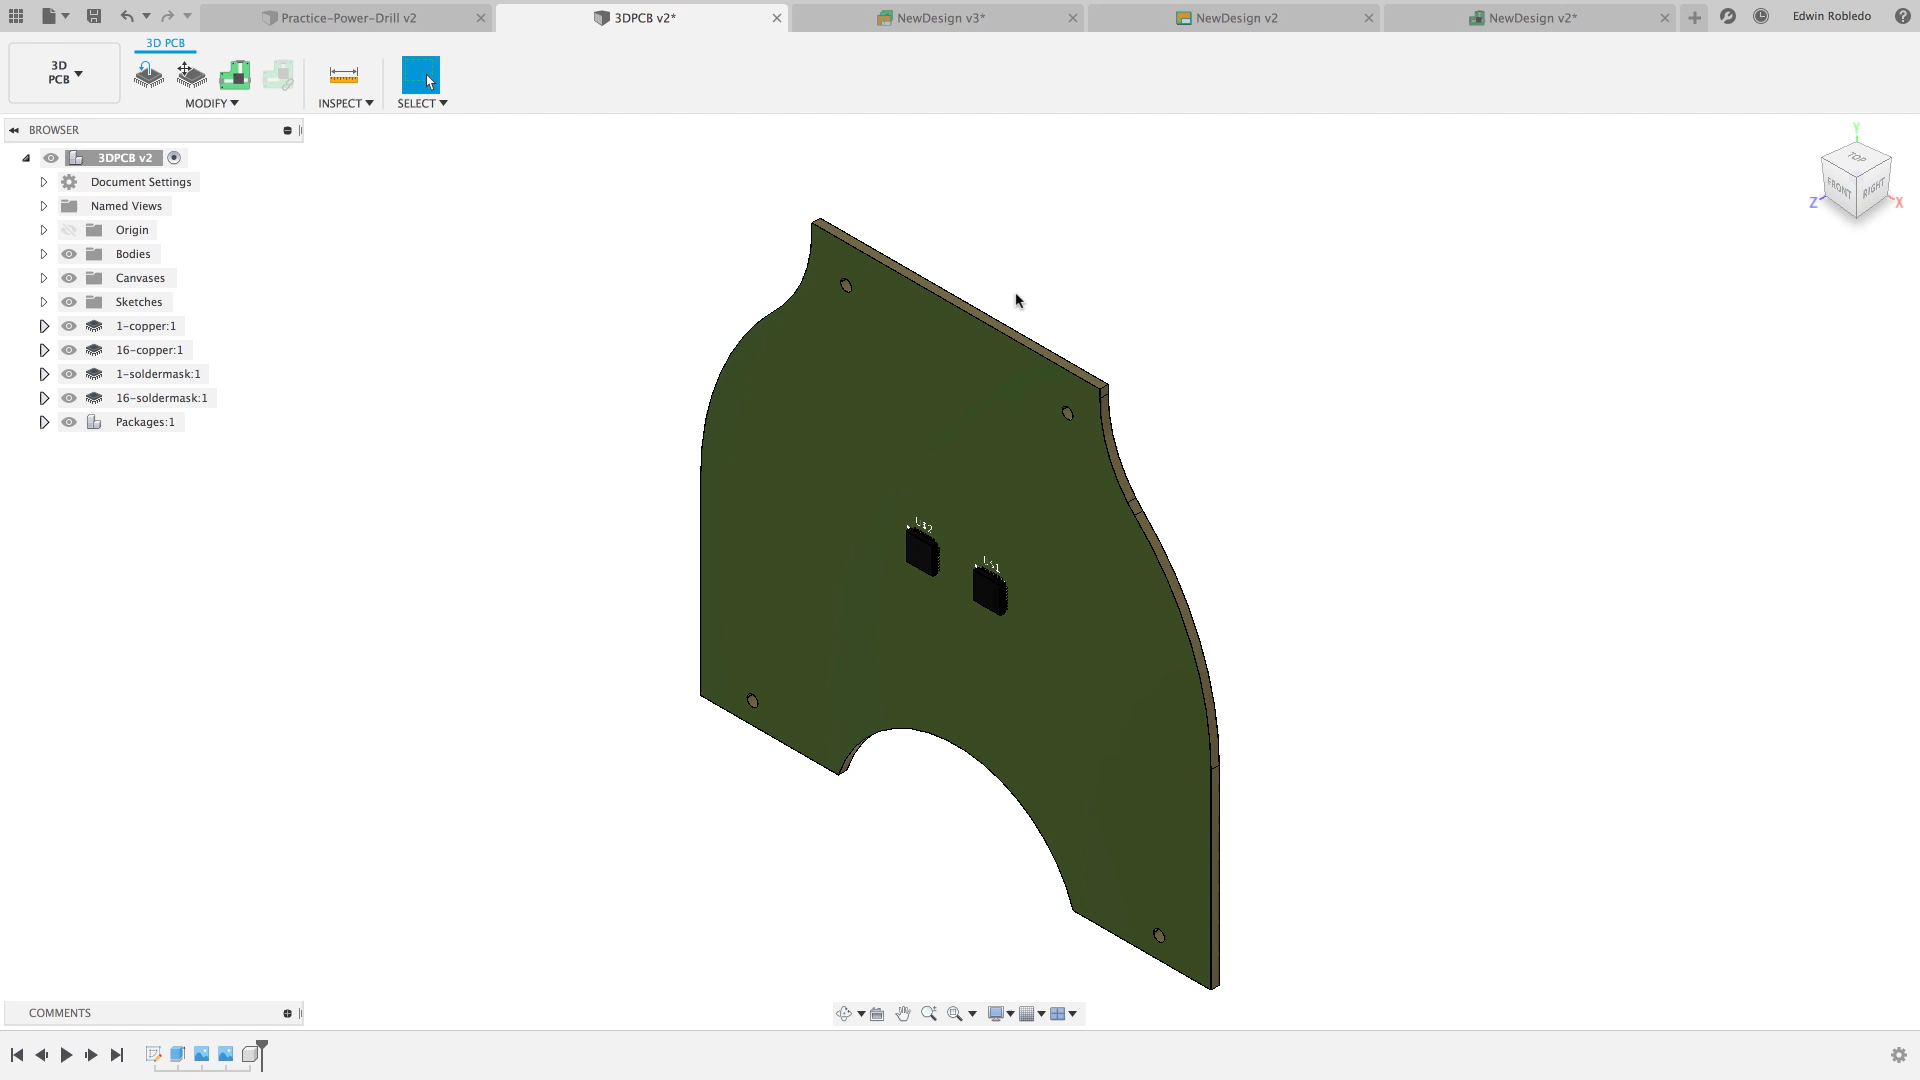 Practice-Power-Drill v2
3DPCB v2*
NewDesign v3*
NewDesign v2
NewDesign v2*
Edwin Robledo
3D PCB
3D
PCB
MODIFY
INSPECT
SELECT
BROWSER
3DPCB v2
Document Settings
Named Views
Origin
Bodies
Canvases
Sketches
1-copper:1
16-copper:1
1-soldermask:1
16-soldermask:1
Packages:1
Y
TOP
FRONT
RIGHT
Z
X
COMMENTS